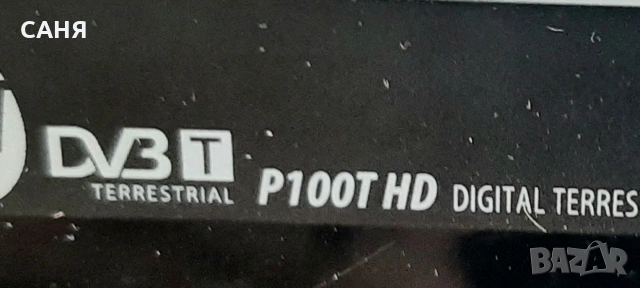 САНЯ
DVB T
TERRESTRIAL
P100T HD DIGITAL TERRES
BAZAR